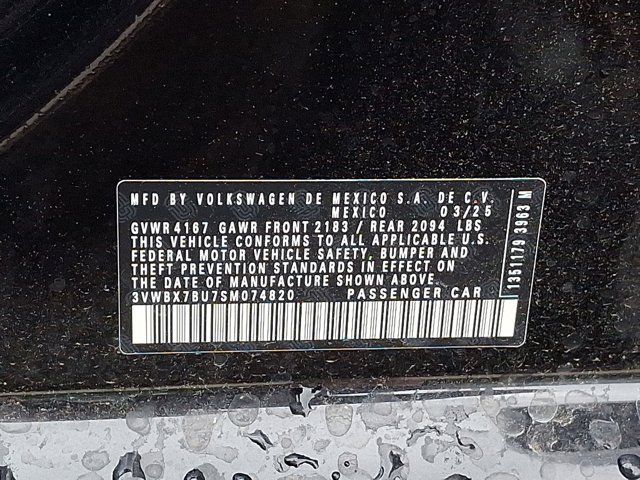 MFD BY VOLKSWAGEN DE MEXICO S.A. DE C.V.
MEXICO 03/25
GVWR 4167 GAWR FRONT 2183 / REAR 2094 LBS
THIS VEHICLE CONFORMS TO ALL APPLICABLE U.S.
FEDERAL MOTOR VEHICLE SAFETY, BUMPER AND
THEFT PREVENTION STANDARDS IN EFFECT ON
THE DATE OF MANUFACTURE SHOWN ABOVE.
3VWBX7BU7SM074820 PASSENGER CAR
1351179 3963 M